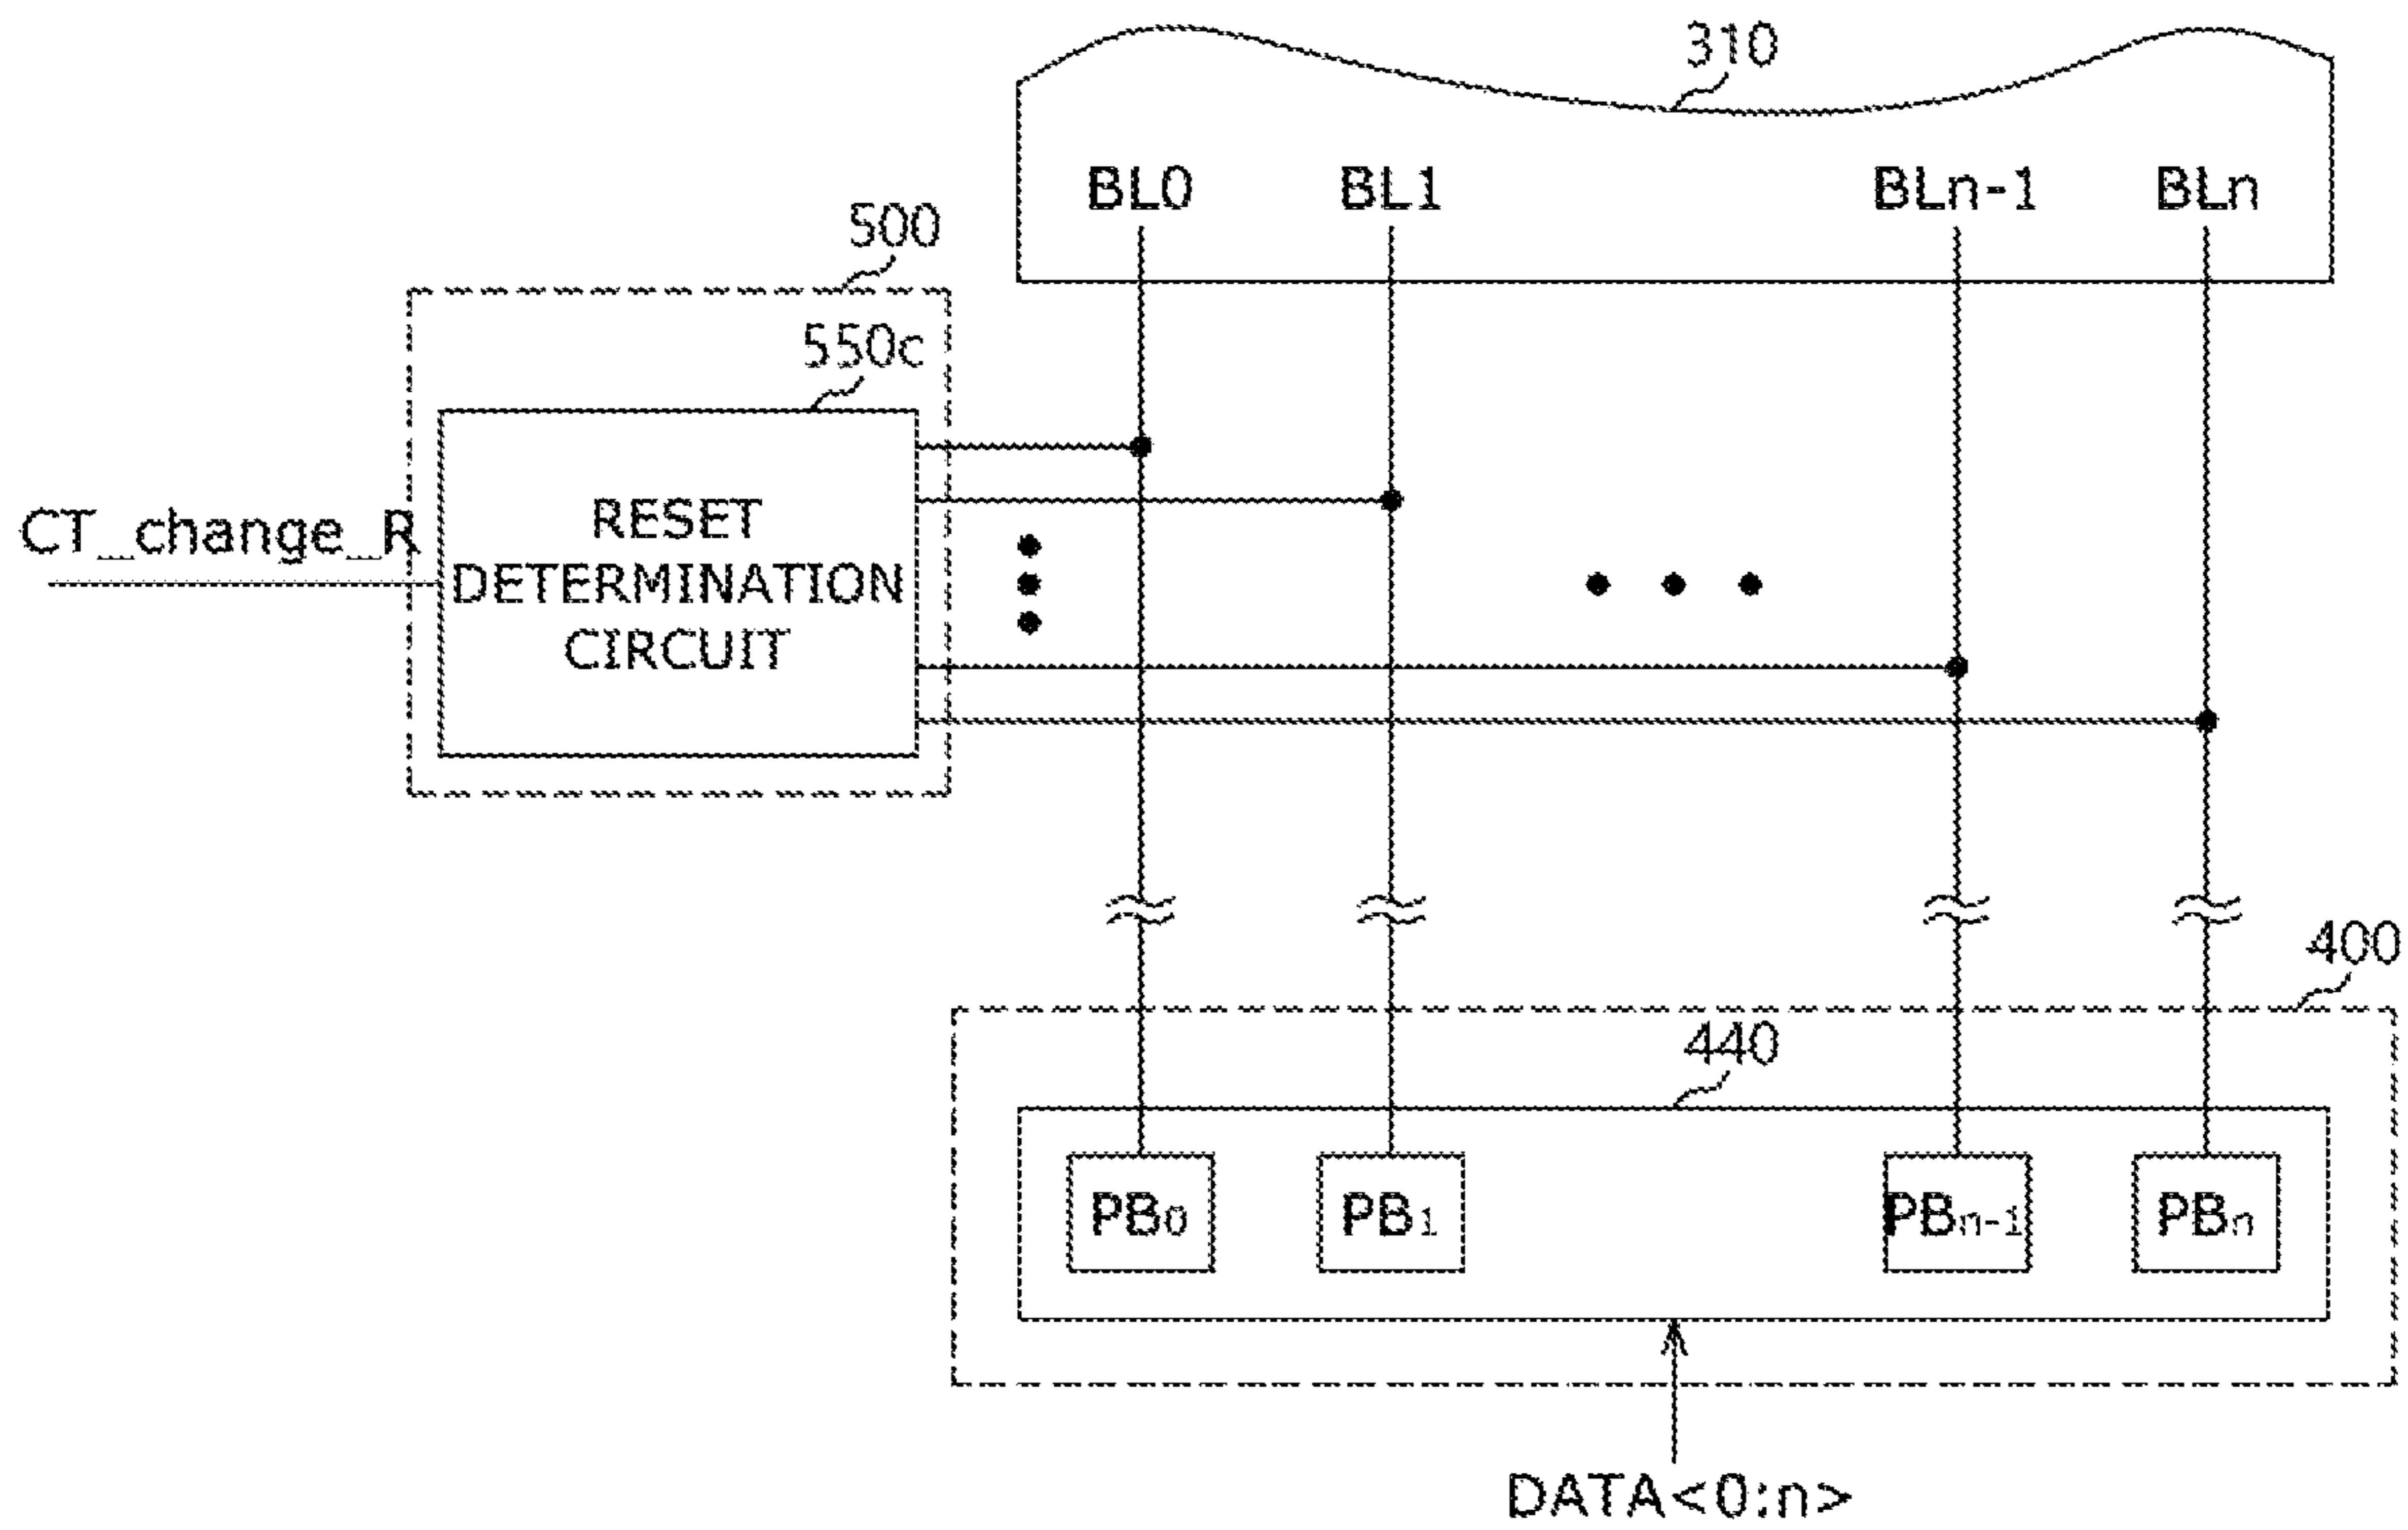 310
BL0 BL1 BLn-1 BLn
500
550c
CT_change_R
RESET
DETERMINATION
CIRCUIT
400
440
PB0 PB1 PBn-1 PBn
DATA<0:n>